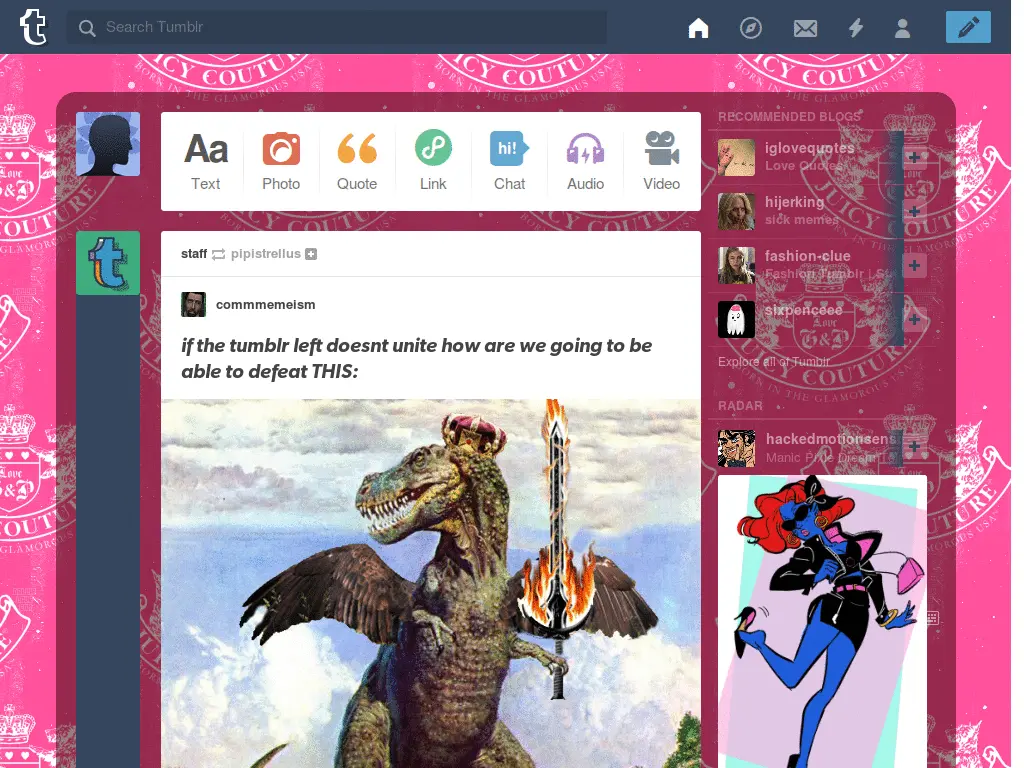 t
Search Tumblr
JUICY COUTURE
BORN IN THE GLAMOROUS USA
Love
G&P
Aa
hi!
Text
Photo
Quote
Link
Chat
Audio
Video
staff pipistrellus
commmemeism
if the tumblr left doesnt unite how are we going to be
able to defeat THIS:
RECOMMENDED BLOGS
iglovequotes
Love Quotes
hijerking
sick memes
fashion-clue
Fashion Tumblr | St
sixpenceee
Explore all of Tumblr
RADAR
hackedmotionsens
Manic Pixie Dream